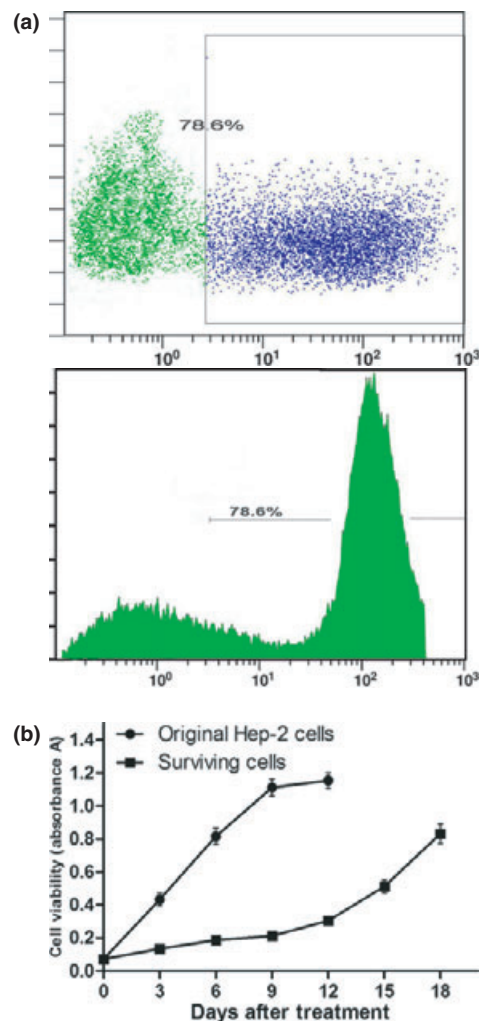 (a)
78.6%
10⁰ 10¹ 10² 10³
78.6%
10⁰ 10¹ 10² 10³
(b)
Original Hep-2 cells
Surviving cells
Cell viability (absorbance A)
1.4
1.2
1.0
0.8
0.6
0.4
0.2
0.0
0 3 6 9 12 15 18
Days after treatment